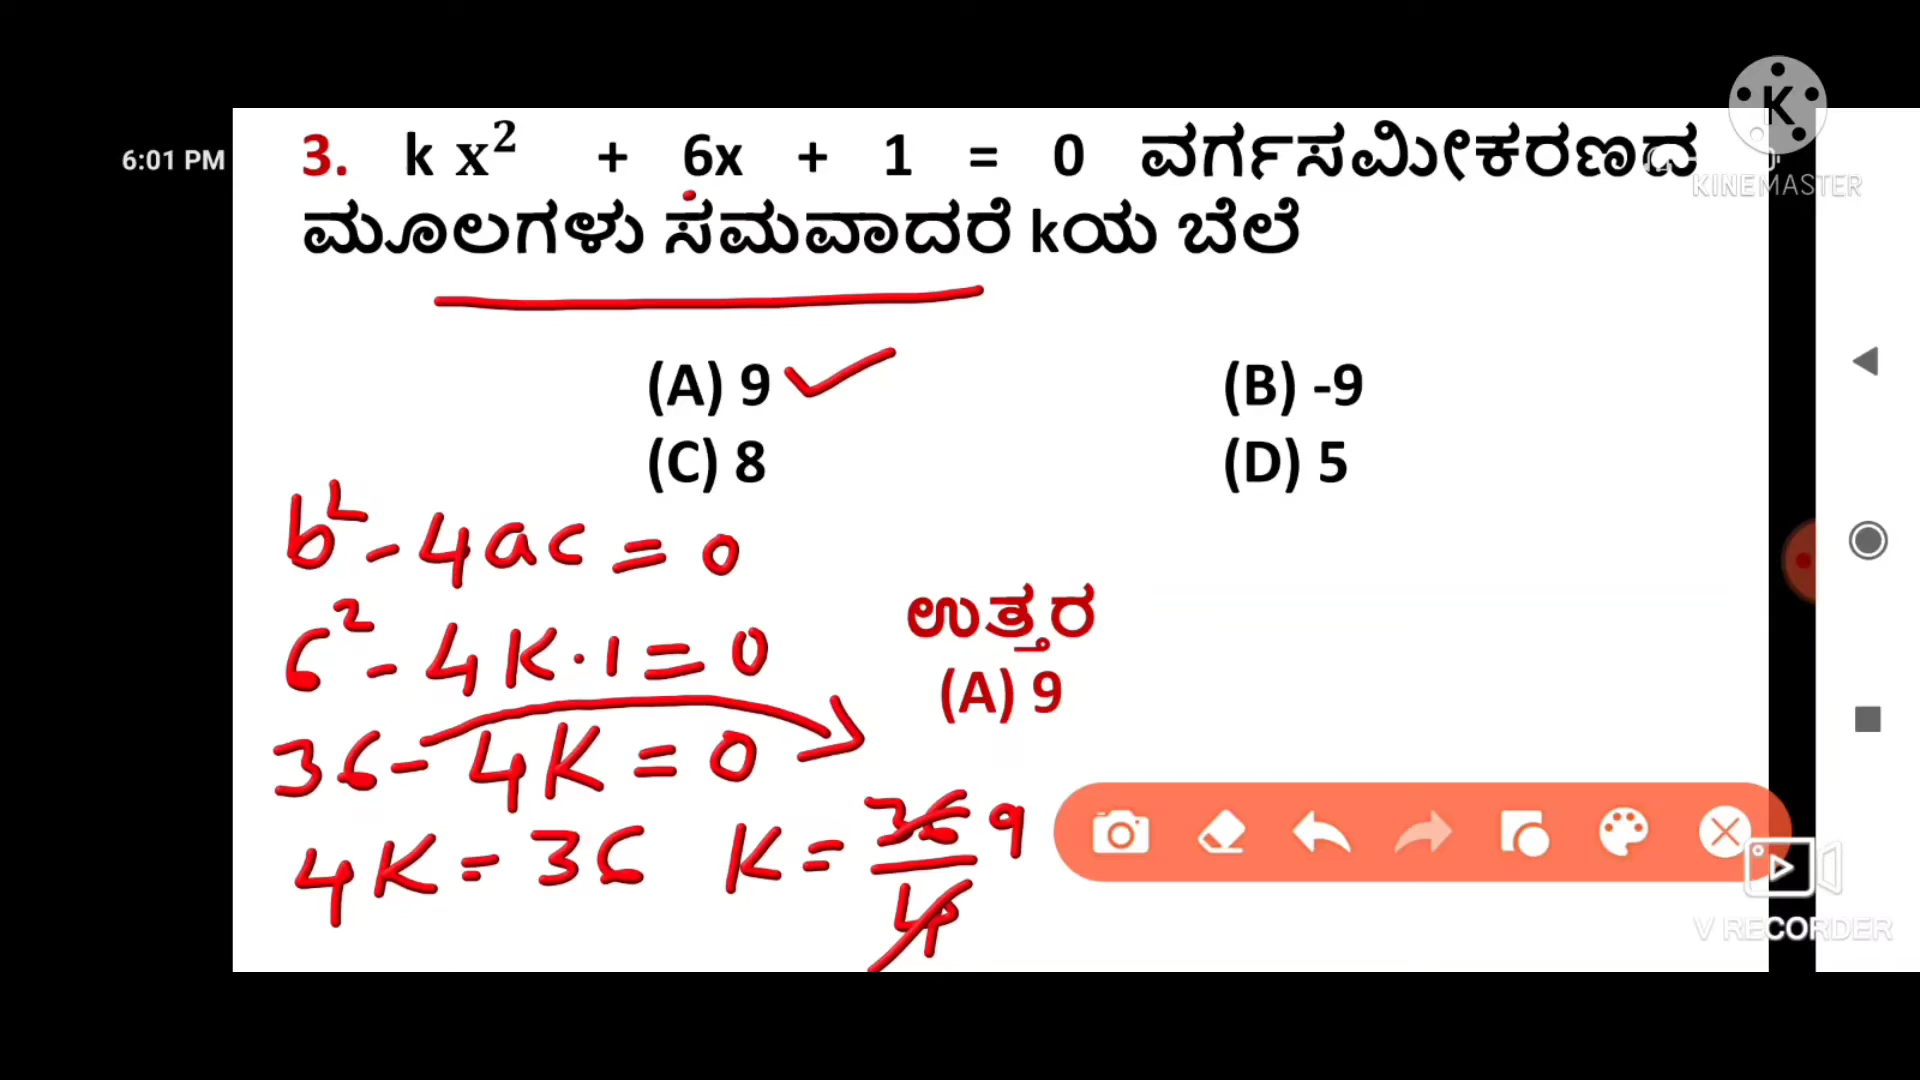 K
KINEMASTER
6:01 PM
3. k x² + 6x + 1 = 0 ವರ್ಗಸಮೀಕರಣದ
ಮೂಲಗಳು ಸಮವಾದರೆ kಯ ಬೆಲೆ
(A) 9 (B) -9
(C) 8 (D) 5
b² - 4ac = 0
6² - 4K·1 = 0
36 - 4K = 0
4K = 36 K = 36/4 9
ಉತ್ತರ
(A) 9
V RECORDER